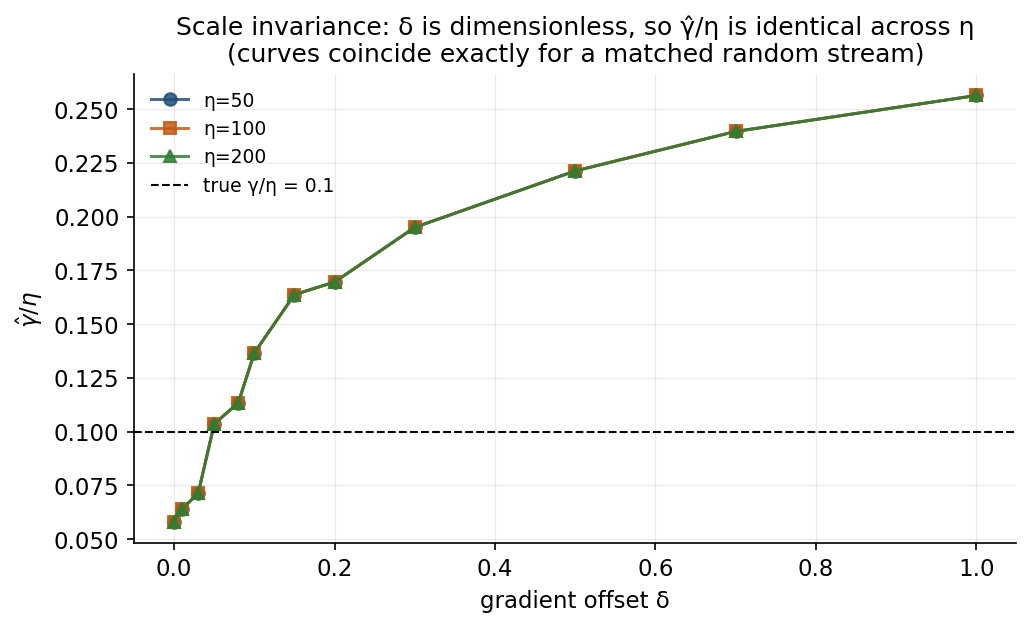 Scale invariance: δ is dimensionless, so γ̂/η is identical across η
(curves coincide exactly for a matched random stream)
η=50
η=100
η=200
true γ/η = 0.1
0.250
0.225
0.200
0.175
0.150
0.125
0.100
0.075
0.050
γ̂/η
0.0 0.2 0.4 0.6 0.8 1.0
gradient offset δ